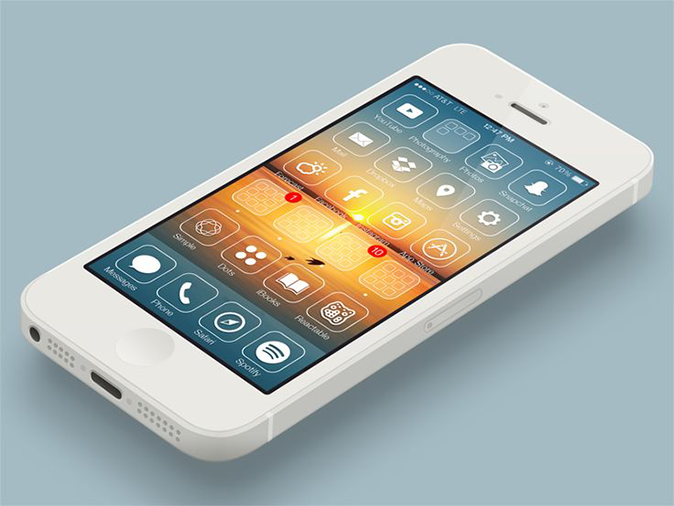 AT&T LTE 12:47 PM 70%
YouTube Photography Photos Snapchat
Mail Dropbox Maps Settings
Forecast Facebook Instagram App Store
1 10
Simple Dots iBooks Reactable
Messages Phone Safari Spotify